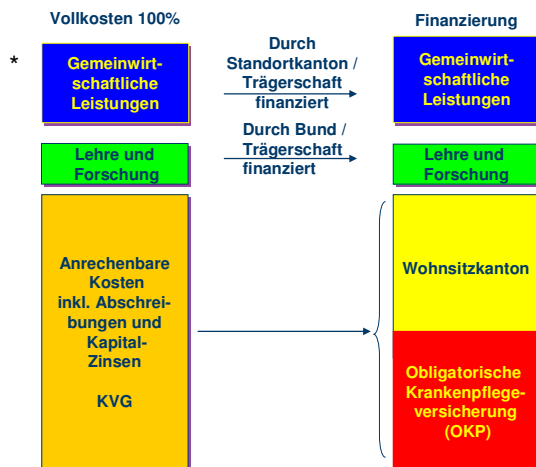 Vollkosten 100%
Finanzierung
*
Gemeinwirt-
schaftliche
Leistungen
Durch
Standortkanton /
Trägerschaft
finanziert
Gemeinwirt-
schaftliche
Leistungen
Lehre und
Forschung
Durch Bund /
Trägerschaft
finanziert
Lehre und
Forschung
Anrechenbare
Kosten
inkl. Abschrei-
bungen und
Kapital-
Zinsen
KVG
Wohnsitzkanton
Obligatorische
Krankenpflege-
versicherung
(OKP)